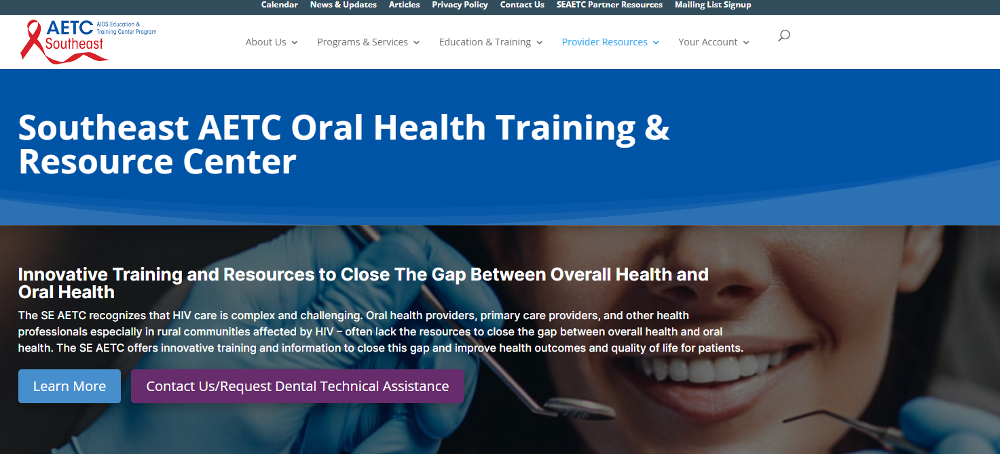 Calendar News & Updates Articles Privacy Policy Contact Us SEAETC Partner Resources Mailing List Signup
AETC AIDS Education &
Training Center Program
Southeast
About Us Programs & Services Education & Training Provider Resources Your Account
Southeast AETC Oral Health Training &
Resource Center
Innovative Training and Resources to Close The Gap Between Overall Health and
Oral Health
The SE AETC recognizes that HIV care is complex and challenging. Oral health providers, primary care providers, and other health
professionals especially in rural communities affected by HIV – often lack the resources to close the gap between overall health and oral
health. The SE AETC offers innovative training and information to close this gap and improve health outcomes and quality of life for patients.
Learn More Contact Us/Request Dental Technical Assistance